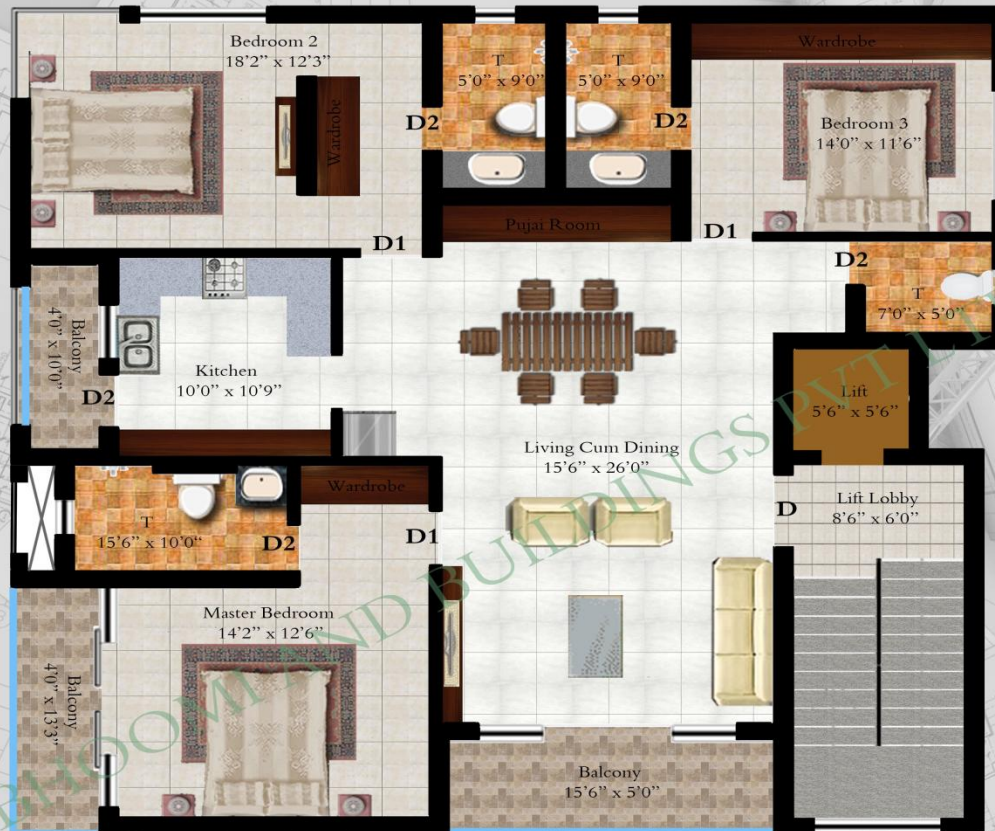 Bedroom 2
18'2" x 12'3"
Wardrobe
D2
T
5'0" x 9'0"
T
5'0" x 9'0"
D2
Wardrobe
Bedroom 3
14'0" x 11'6"
D1
Pujai Room
D1
D2
T
7'0" x 5'0"
Balcony
4'0" x 10'0"
D2
Kitchen
10'0" x 10'9"
Lift
5'6" x 5'6"
Living Cum Dining
15'6" x 26'0"
Wardrobe
T
15'6" x 10'0"
D2
D1
D
Lift Lobby
8'6" x 6'0"
Master Bedroom
14'2" x 12'6"
Balcony
4'0" x 13'3"
Balcony
15'6" x 5'0"
BHOOMI AND BUILDINGS PVT LT